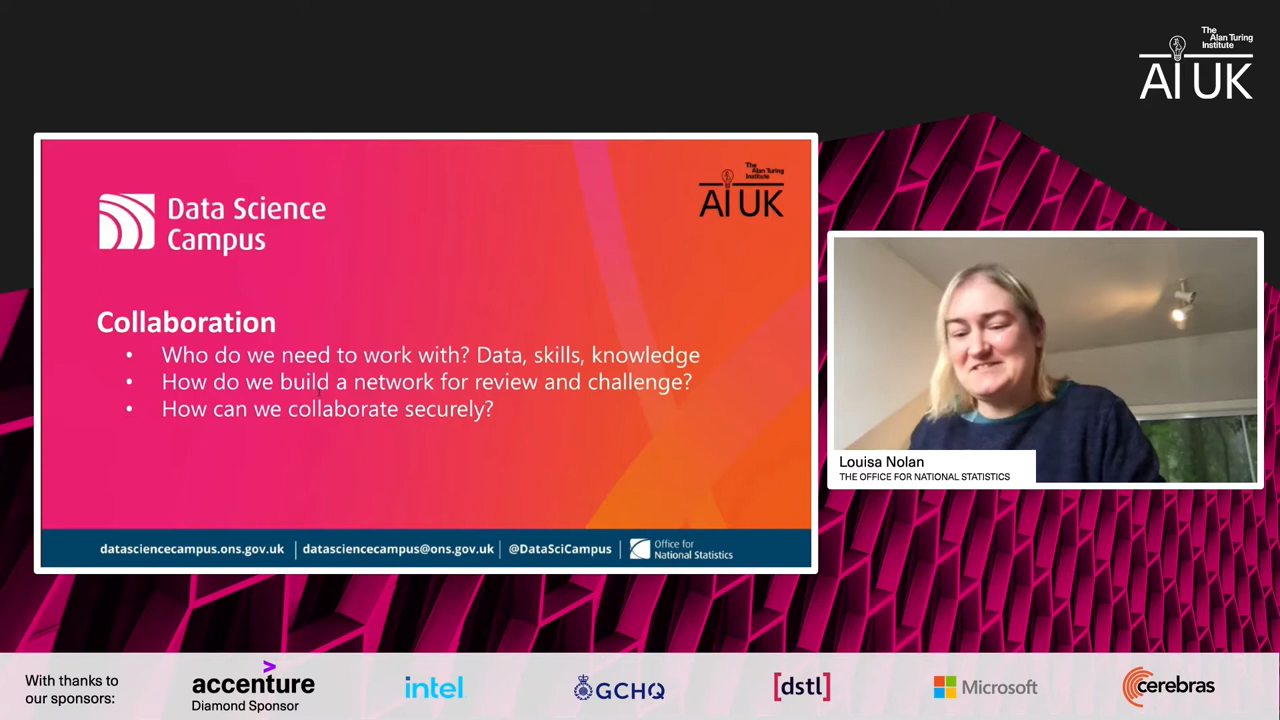 The
Alan Turing
Institute
AI UK
The
Alan Turing
Institute
AI UK
Data Science
Campus
Collaboration
• Who do we need to work with? Data, skills, knowledge
• How do we build a network for review and challenge?
• How can we collaborate securely?
datasciencecampus.ons.gov.uk | datasciencecampus@ons.gov.uk | @DataSciCampus | Office for
National Statistics
Louisa Nolan
THE OFFICE FOR NATIONAL STATISTICS
With thanks to
our sponsors:
accenture
Diamond Sponsor
intel
GCHQ
[dstl]
Microsoft
cerebras